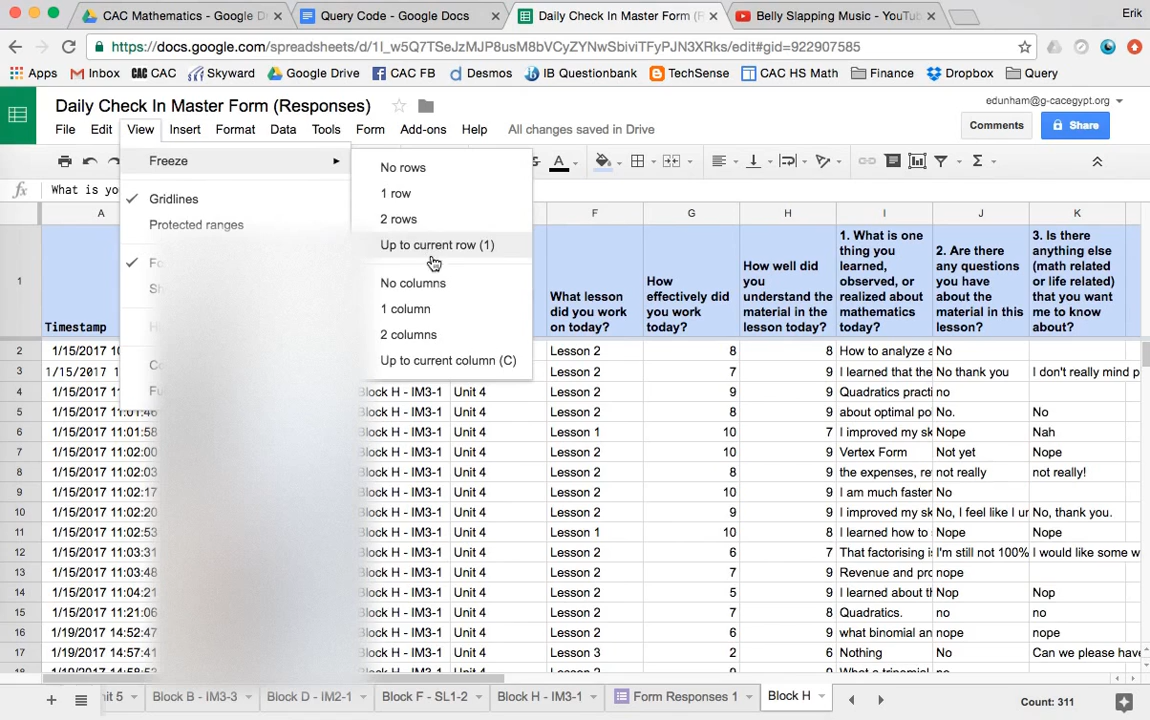 CAC Mathematics - Google D
Query Code - Google Docs
Daily Check In Master Form (R
Belly Slapping Music - YouTu
Erik
https://docs.google.com/spreadsheets/d/1I_w5Q7TSeJzMJP8usM8bVCyZYNwSbiviTFyPJN3XRks/edit#gid=922907585
Apps
Inbox
CAC CAC
Skyward
Google Drive
CAC FB
Desmos
IB Questionbank
TechSense
CAC HS Math
Finance
Dropbox
Query
Daily Check In Master Form (Responses)
edunham@g-cacegypt.org
Comments
Share
File Edit View Insert Format Data Tools Form Add-ons Help All changes saved in Drive
fx What is yo
Freeze
Gridlines
Protected ranges
No rows
1 row
2 rows
Up to current row (1)
No columns
1 column
2 columns
Up to current column (C)
A F G H I J K
1 Timestamp
What lesson did you work on today?
How effectively did you work today?
How well did you understand the material in the lesson today?
1. What is one thing you learned, observed, or realized about mathematics today?
2. Are there any questions you have about the material in this lesson?
3. Is there anything else (math related or life related) that you want me to know about?
2 1/15/2017 10 Lesson 2 8 8 How to analyze a No
3 1/15/2017 1 Lesson 2 7 9 I learned that the No thank you I don't really mind p
4 Block H - IM3-1 Unit 4 Lesson 2 9 9 Quadratics practi no
5 1/15/2017 11:01:46 Block H - IM3-1 Unit 4 Lesson 2 8 9 about optimal po No. No
6 1/15/2017 11:01:58 Block H - IM3-1 Unit 4 Lesson 1 10 7 I improved my sk Nope Nah
7 1/15/2017 11:02:00 Block H - IM3-1 Unit 4 Lesson 2 10 9 Vertex Form Not yet Nope
8 1/15/2017 11:02:03 Block H - IM3-1 Unit 4 Lesson 2 8 9 the expenses, re not really not really!
9 1/15/2017 11:02:17 Block H - IM3-1 Unit 4 Lesson 2 10 9 I am much faster No
10 1/15/2017 11:02:20 Block H - IM3-1 Unit 4 Lesson 2 9 9 I improved my sk No, I feel like I un No, thank you.
11 1/15/2017 11:02:53 Block H - IM3-1 Unit 4 Lesson 1 10 8 I learned how to Nope Nope
12 1/15/2017 11:03:31 Block H - IM3-1 Unit 4 Lesson 2 6 7 That factorising is I'm still not 100% I would like some w
13 1/15/2017 11:03:48 Block H - IM3-1 Unit 4 Lesson 2 7 9 Revenue and pro nope
14 1/15/2017 11:04:21 Block H - IM3-1 Unit 4 Lesson 2 5 9 I learned about th Nop Nop
15 1/15/2017 11:21:06 Block H - IM3-1 Unit 4 Lesson 2 7 8 Quadratics. no no
16 1/19/2017 14:52:47 Block H - IM3-1 Unit 4 Lesson 2 6 9 what binomial an nope nope
17 1/19/2017 14:57:48 Block H - IM3-1 Unit 4 Lesson 3 2 6 Nothing No Can we please have
nit 5
Block B - IM3-3
Block D - IM2-1
Block F - SL1-2
Block H - IM3-1
Form Responses 1
Block H
Count: 311